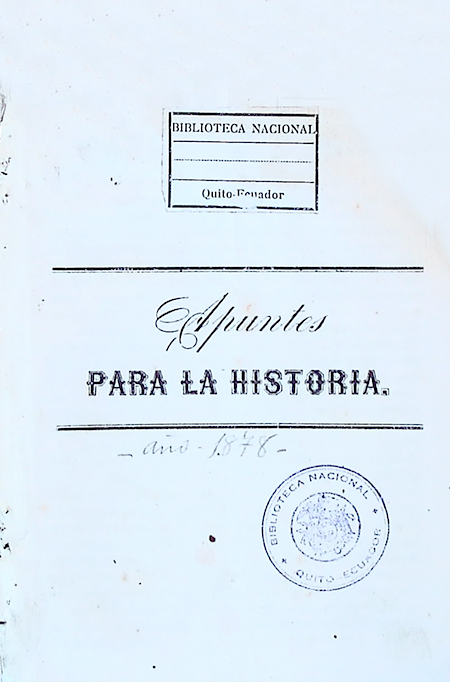 BIBLIOTECA NACIONAL
Quito-Ecuador
Apuntes
PARA LA HISTORIA.
- año - 1878 -
BIBLIOTECA NACIONAL
QUITO-ECUADOR